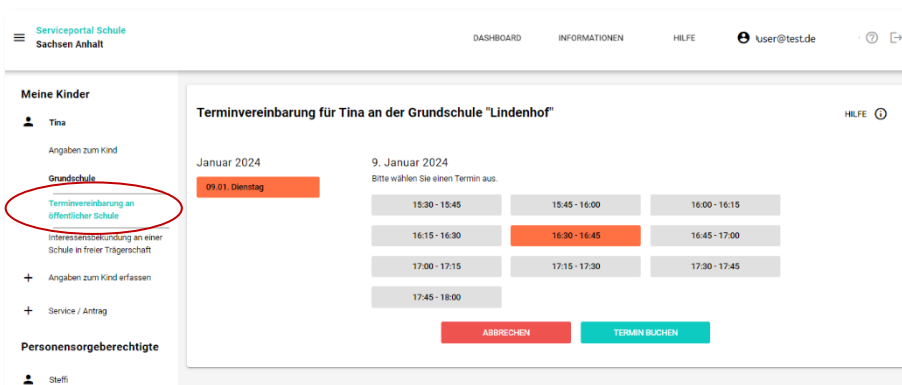 Serviceportal Schule
Sachsen Anhalt
DASHBOARD
INFORMATIONEN
HILFE
user@test.de
Meine Kinder
Tina
Angaben zum Kind
Grundschule
Terminvereinbarung an
öffentlicher Schule
Interessensbekundung an einer
Schule in freier Trägerschaft
+ Angaben zum Kind erfassen
+ Service / Antrag
Personensorgeberechtigte
Steffi
Terminvereinbarung für Tina an der Grundschule "Lindenhof"
HILFE
Januar 2024
09.01. Dienstag
9. Januar 2024
Bitte wählen Sie einen Termin aus.
15:30 - 15:45
15:45 - 16:00
16:00 - 16:15
16:15 - 16:30
16:30 - 16:45
16:45 - 17:00
17:00 - 17:15
17:15 - 17:30
17:30 - 17:45
17:45 - 18:00
ABBRECHEN
TERMIN BUCHEN